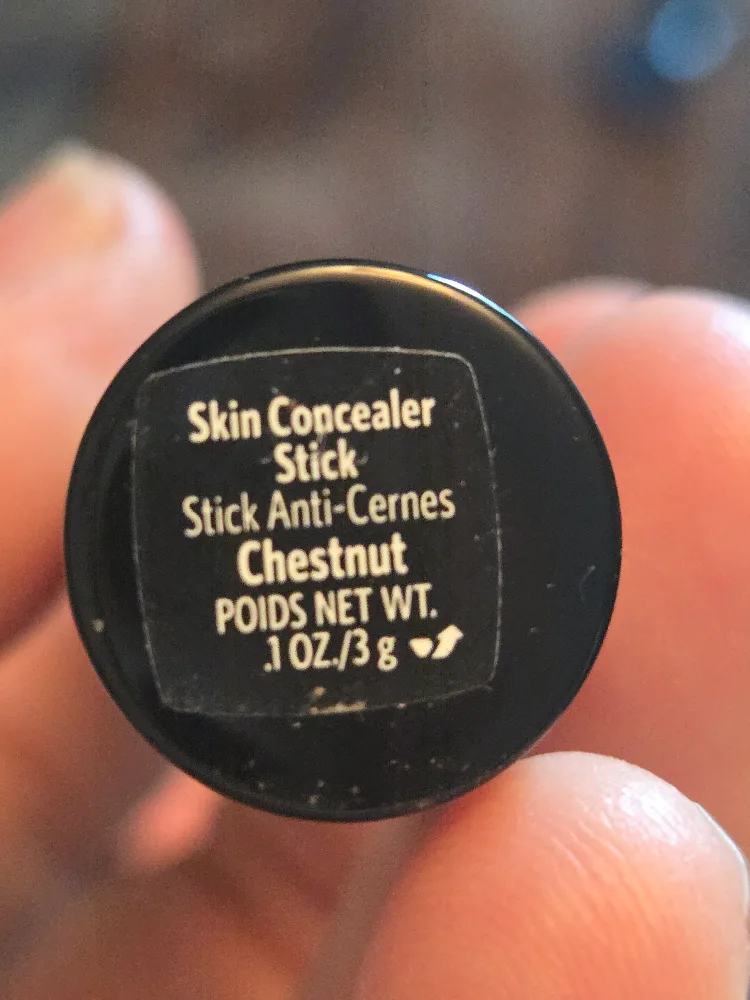 Skin Concealer
Stick
Stick Anti-Cernes
Chestnut
POIDS NET WT.
.1 OZ./3 g